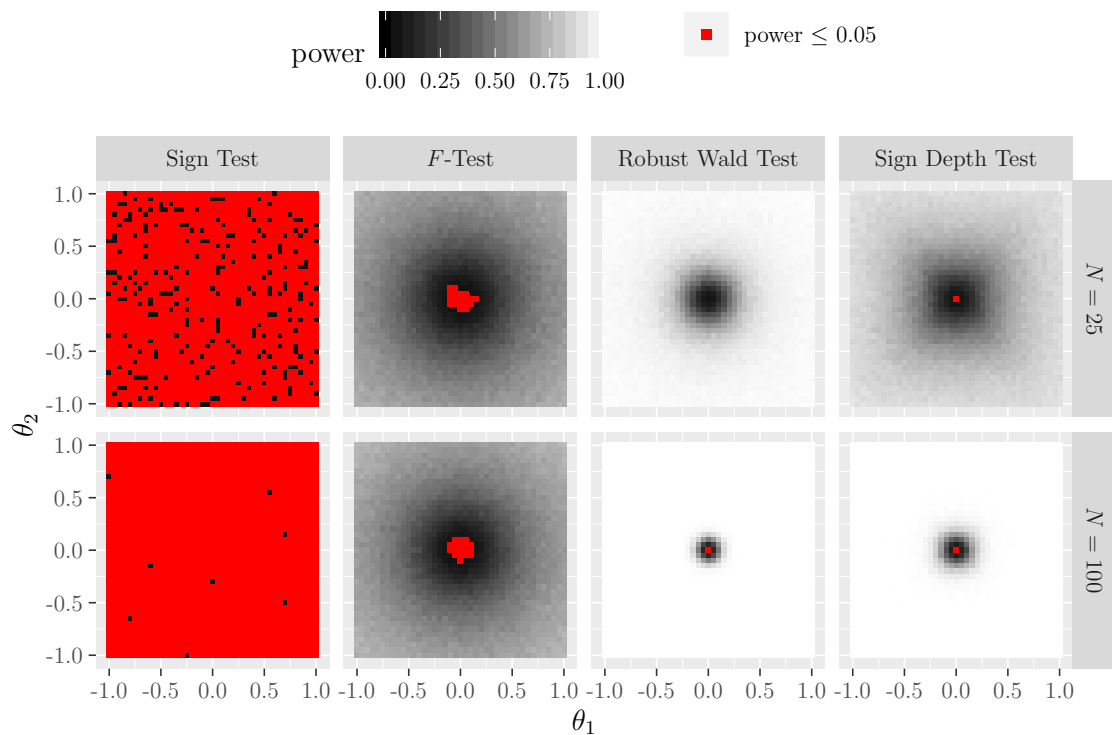 power
0.00 0.25 0.50 0.75 1.00
power ≤ 0.05
Sign Test
F-Test
Robust Wald Test
Sign Depth Test
1.0
0.5
0.0
-0.5
-1.0
N = 25
θ2
1.0
0.5
0.0
-0.5
-1.0
N = 100
-1.0 -0.5 0.0 0.5 1.0
-1.0 -0.5 0.0 0.5 1.0
-1.0 -0.5 0.0 0.5 1.0
-1.0 -0.5 0.0 0.5 1.0
θ1